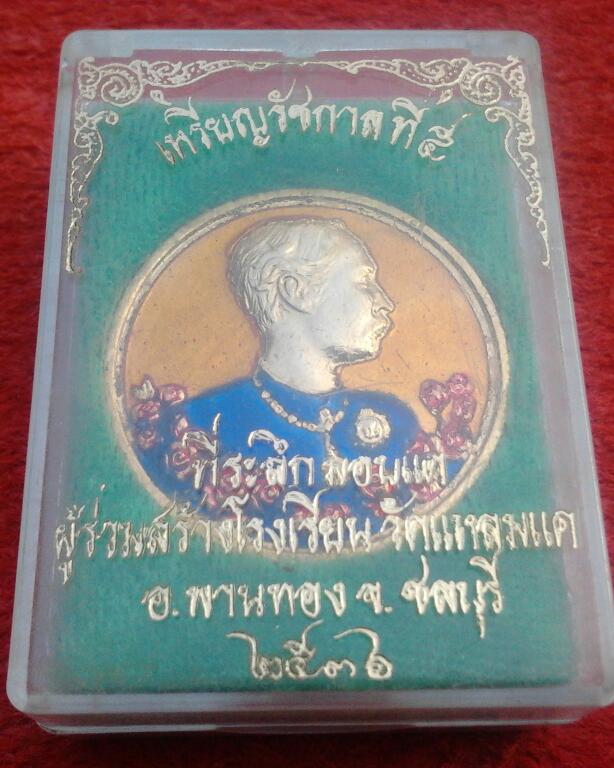 เหรียญรัชกาลที่ ๕
ที่ระลึกมอบแด่
ผู้ร่วมสร้างโรงเรียนวัดแหลมแค
อ. พานทอง จ. ชลบุรี
๒๕๓๖